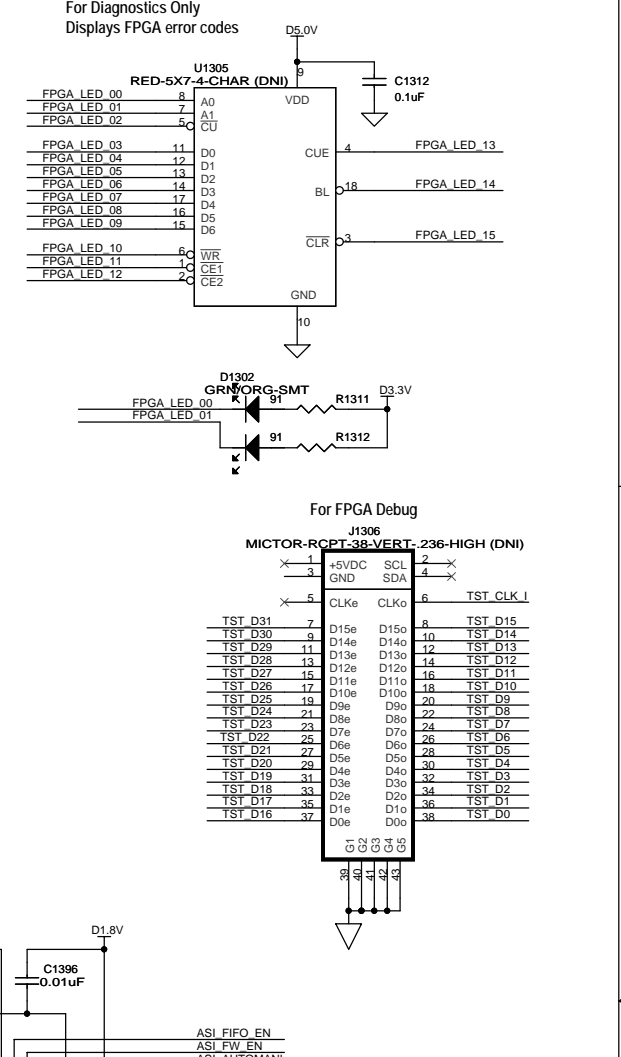 For Diagnostics Only
Displays FPGA error codes
D5.0V
U1305
RED-5X7-4-CHAR (DNI)
9
C1312
0.1uF
VDD
FPGA_LED_00 8 A0
FPGA_LED_01 7 A1
FPGA_LED_02 5 CU
FPGA_LED_03 11 D0
CUE 4 FPGA_LED_13
FPGA_LED_04 12 D1
FPGA_LED_05 13 D2
FPGA_LED_06 14 D3
BL 18 FPGA_LED_14
FPGA_LED_07 17 D4
FPGA_LED_08 16 D5
FPGA_LED_09 15 D6
CLR 3 FPGA_LED_15
FPGA_LED_10 6 WR
FPGA_LED_11 1 CE1
FPGA_LED_12 2 CE2
GND
10
D1302
GRN/ORG-SMT
D3.3V
FPGA_LED_00 91 R1311
FPGA_LED_01
91 R1312
For FPGA Debug
J1306
MICTOR-RCPT-38-VERT-.236-HIGH (DNI)
1 +5VDC SCL 2
3 GND SDA 4
5 CLKe CLKo 6 TST_CLK_I
TST_D31 7 D15e D15o 8 TST_D15
TST_D30 9 D14e D14o 10 TST_D14
TST_D29 11 D13e D13o 12 TST_D13
TST_D28 13 D12e D12o 14 TST_D12
TST_D27 15 D11e D11o 16 TST_D11
TST_D26 17 D10e D10o 18 TST_D10
TST_D25 19 D9e D9o 20 TST_D9
TST_D24 21 D8e D8o 22 TST_D8
TST_D23 23 D7e D7o 24 TST_D7
TST_D22 25 D6e D6o 26 TST_D6
TST_D21 27 D5e D5o 28 TST_D5
TST_D20 29 D4e D4o 30 TST_D4
TST_D19 31 D3e D3o 32 TST_D3
TST_D18 33 D2e D2o 34 TST_D2
TST_D17 35 D1e D1o 36 TST_D1
TST_D16 37 D0e D0o 38 TST_D0
G1 G2 G3 G4 G5
39 40 41 42 43
D1.8V
C1396
0.01uF
ASI_FIFO_EN
ASI_FW_EN